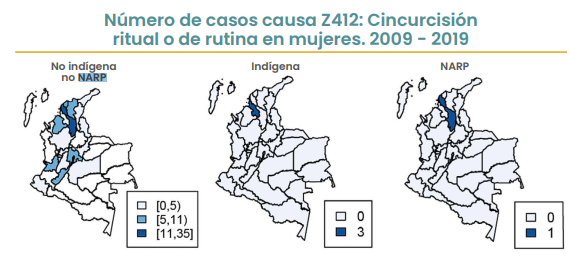 Número de casos causa Z412: Cincurcisión
ritual o de rutina en mujeres. 2009 - 2019
No indígena
no NARP
Indígena
NARP
[0,5)
[5,11)
[11,35]
0
3
0
1